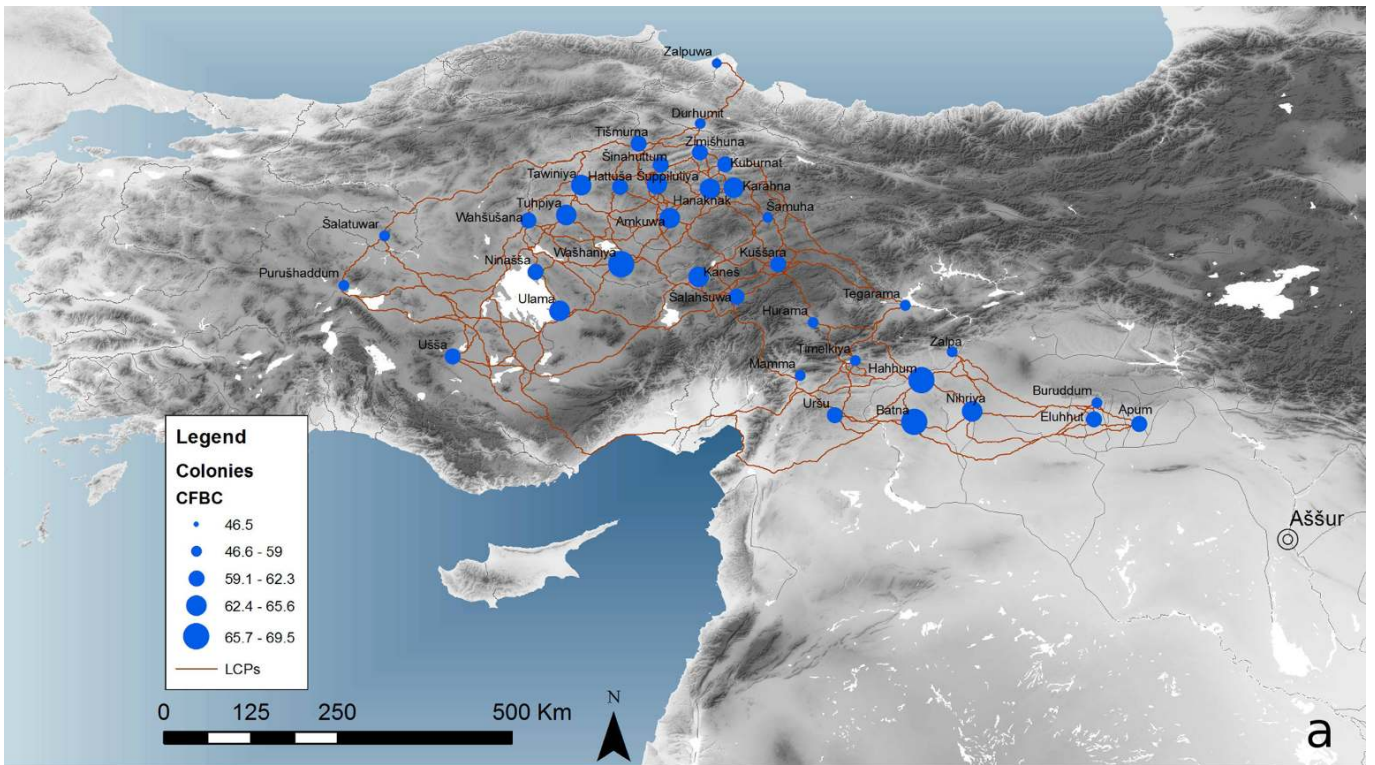 Zalpuwa
Durhumit
Tišmurna
Zimišhuna
Šinahuttum
Kuburnat
Tawiniya
Hattuša Suppiluliya
Karahna
Hanaknak
Tuhpiya
Šamuha
Wahšušana
Amkuwa
Šalatuwar
Wašhaniya
Kuššara
Ninašša
Kaneš
Purušhaddum
Šalahšuwa
Tegarama
Ulama
Hurama
Ušša
Timelkiya
Zalpa
Mamma
Hahhum
Buruddum
Uršu
Batna
Nihriya
Eluhhut
Apum
Aššur
Legend
Colonies
CFBC
46.5
46.6 - 59
59.1 - 62.3
62.4 - 65.6
65.7 - 69.5
LCPs
0 125 250 500 Km
N
a